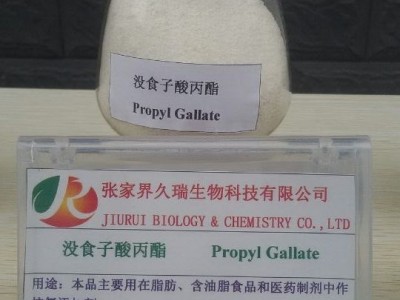 没食子酸丙酯
Propyl Gallate
张家界久瑞生物科技有限公司
JIURUI BIOLOGY & CHEMISTRY CO.,LTD
没食子酸丙酯 Propyl Gallate
用途：本品主要用在脂肪、含油脂食品和医药制剂中作